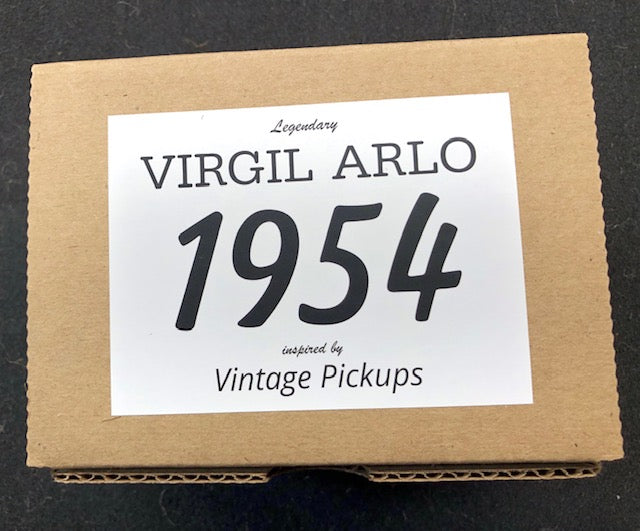 Legendary
VIRGIL ARLO
1954
inspired by
Vintage Pickups